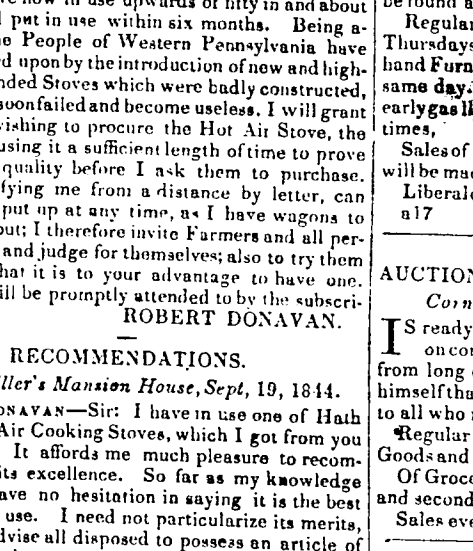 now in use upwards of fifty in and about
put in use within six months. Being a-
People of Western Pennsylvania have
upon by the introduction of new and high-
nded Stoves which were badly constructed,
soon failed and become useless. I will grant
ishing to procure the Hot Air Stove, the
using it a sufficient length of time to prove
quality before I ask them to purchase.
fying me from a distance by letter, can
put up at any time, as I have wagons to
out; I therefore invite Farmers and all per-
and judge for themselves; also to try them
hat it is to your advantage to have one.
ill be promptly attended to by the subscri-
ROBERT DONAVAN.
RECOMMENDATIONS.
ller's Mansion House, Sept, 19, 1844.
ONAVAN—Sir: I have in use one of Hath
Air Cooking Stoves, which I got from you
It affords me much pleasure to recom-
its excellence. So far as my knowledge
ave no hesitation in saying it is the best
use. I need not particularize its merits,
dvise all disposed to possess an article of
be found a
Regular
Thursdays
hand Furn
same day.
early gas li
times,
Sales of
will be ma
Liberal
a17
AUCTION
Corn
IS ready
on co
from long
himself tha
to all who
Regular
Goods and
Of Groce
and second
Sales eve